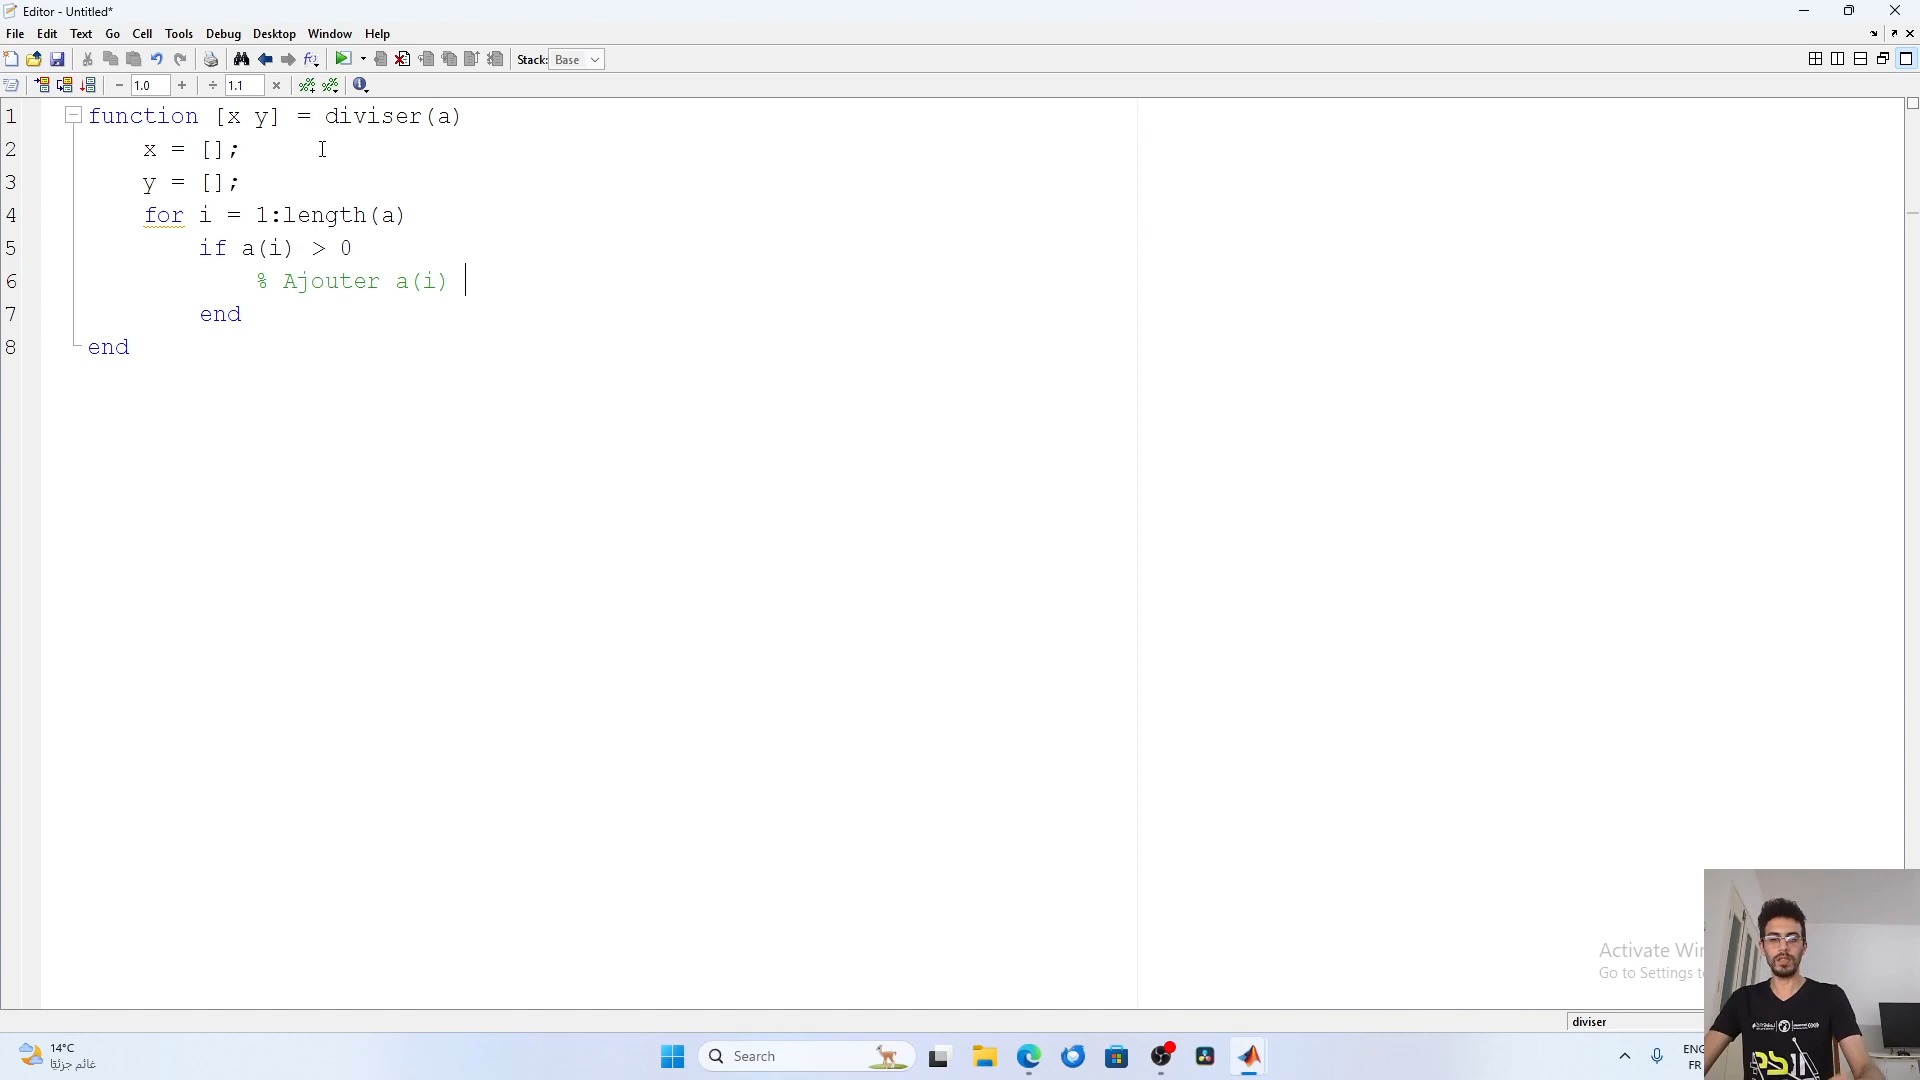 Editor - Untitled*
File Edit Text Go Cell Tools Debug Desktop Window Help
Stack: Base
1.0 1.1
1 function [x y] = diviser(a)
2 x = [];
3 y = [];
4 for i = 1:length(a)
5 if a(i) > 0
6 % Ajouter a(i)
7 end
8 end
Activate Wi
Go to Settings t
diviser
14°C
غائم جزئيًا
Search
ENG
FR